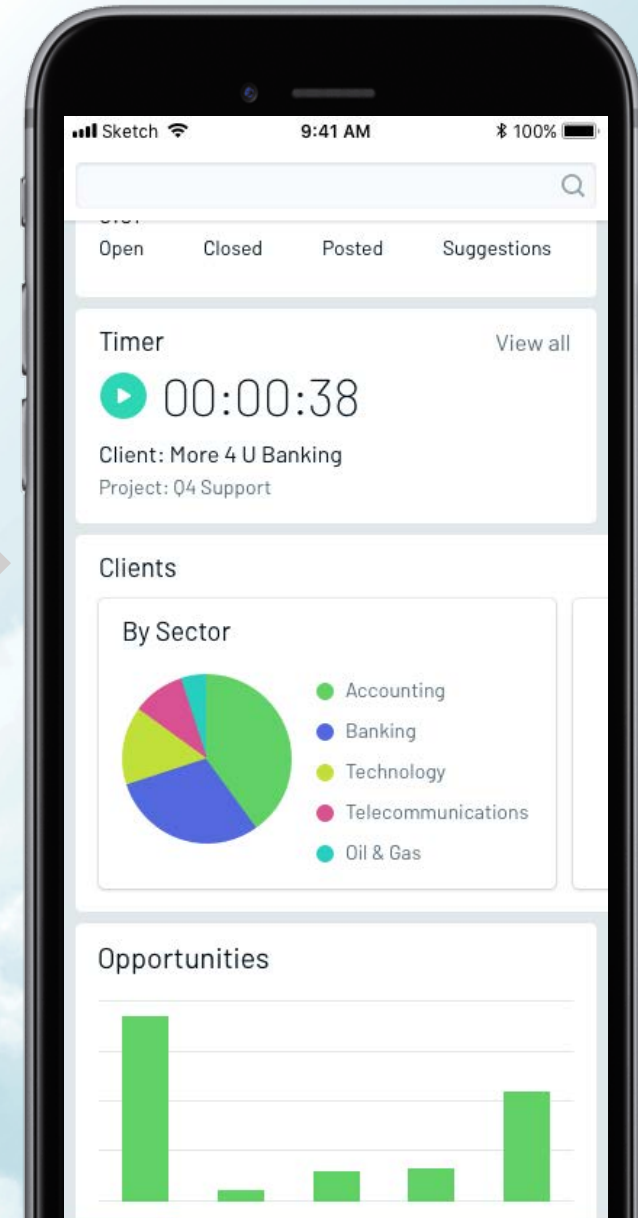 Sketch 9:41 AM 100%
Open Closed Posted Suggestions
Timer View all
00:00:38
Client: More 4 U Banking
Project: Q4 Support
Clients
By Sector
Accounting
Banking
Technology
Telecommunications
Oil & Gas
Opportunities